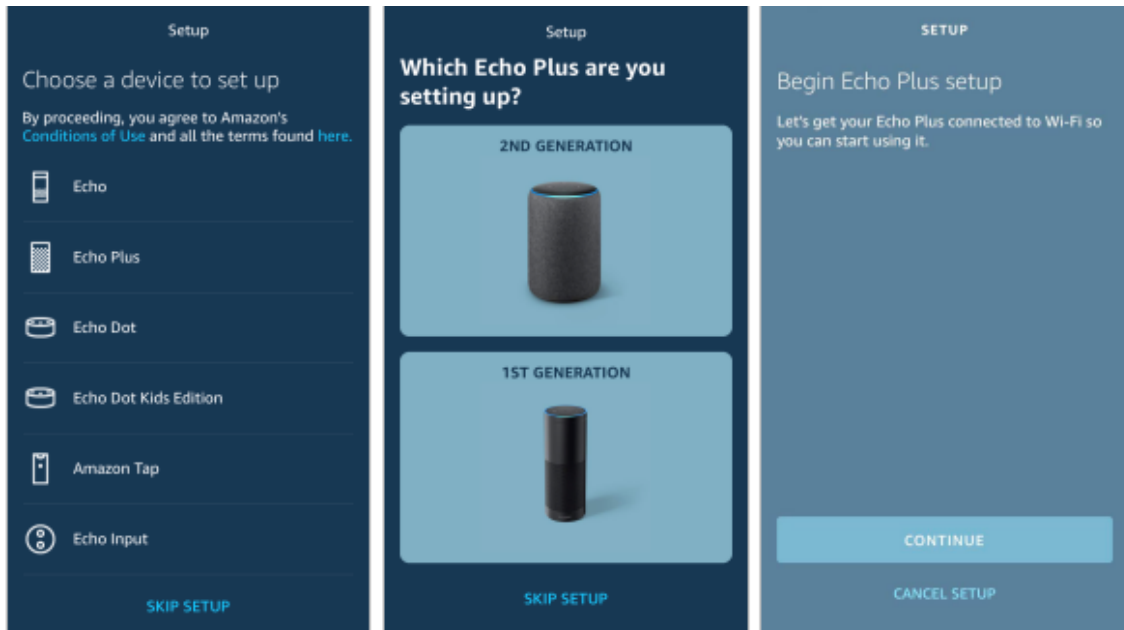 Setup
Choose a device to set up
By proceeding, you agree to Amazon's
Conditions of Use and all the terms found here.
Echo
Echo Plus
Echo Dot
Echo Dot Kids Edition
Amazon Tap
Echo Input
SKIP SETUP
Setup
Which Echo Plus are you
setting up?
2ND GENERATION
1ST GENERATION
SKIP SETUP
SETUP
Begin Echo Plus setup
Let's get your Echo Plus connected to Wi-Fi so
you can start using it.
CONTINUE
CANCEL SETUP